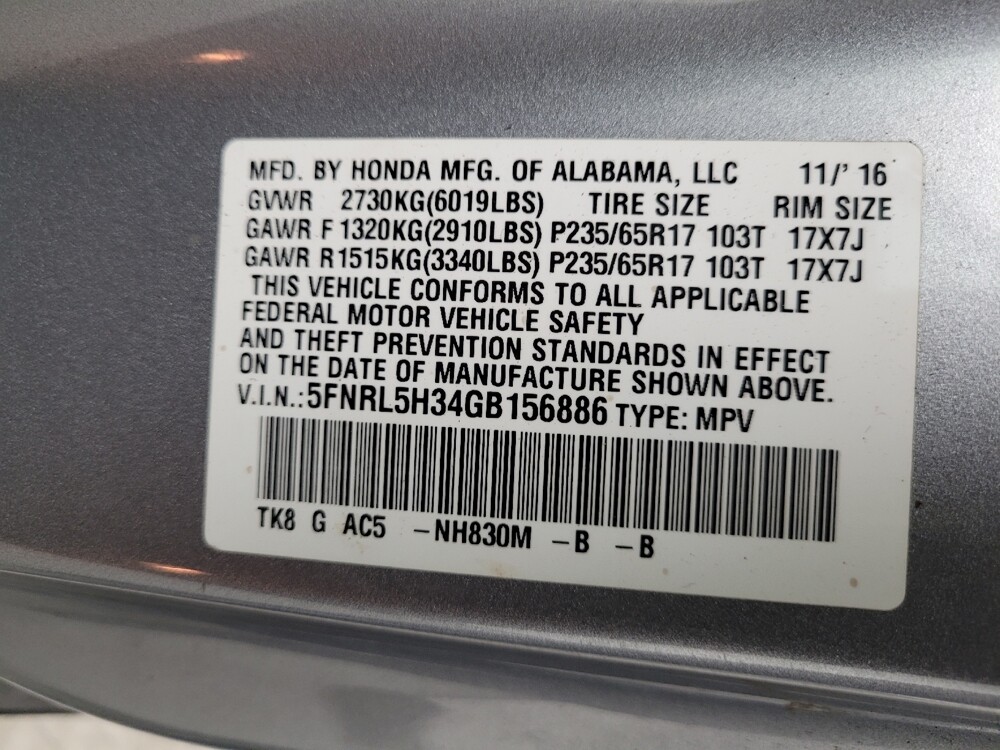 MFD. BY HONDA MFG. OF ALABAMA, LLC 11/' 16
GVWR 2730KG(6019LBS) TIRE SIZE RIM SIZE
GAWR F 1320KG(2910LBS) P235/65R17 103T 17X7J
GAWR R1515KG(3340LBS) P235/65R17 103T 17X7J
THIS VEHICLE CONFORMS TO ALL APPLICABLE
FEDERAL MOTOR VEHICLE SAFETY
AND THEFT PREVENTION STANDARDS IN EFFECT
ON THE DATE OF MANUFACTURE SHOWN ABOVE.
V.I.N.:5FNRL5H34GB156886 TYPE: MPV
TK8 G AC5 -NH830M -B -B